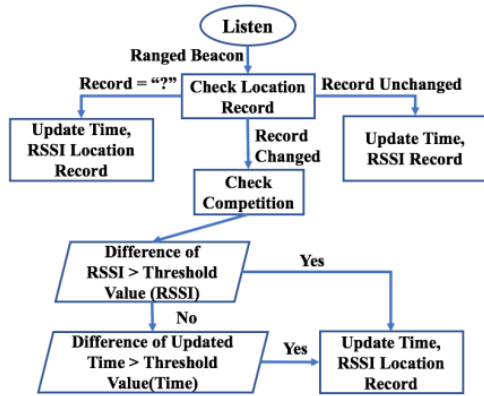 Listen
Ranged Beacon
Record = “?”
Check Location
Record
Record Unchanged
Update Time,
RSSI Location
Record
Record
Changed
Update Time,
RSSI Record
Check
Competition
Difference of
RSSI > Threshold
Value (RSSI)
Yes
No
Difference of Updated
Time > Threshold
Value(Time)
Yes
Update Time,
RSSI Location
Record